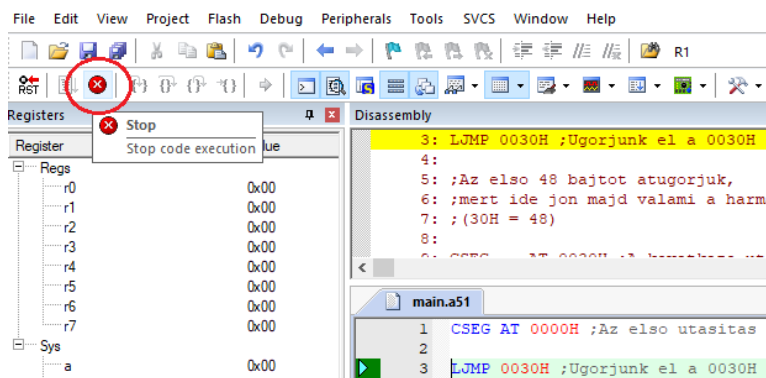 File Edit View Project Flash Debug Peripherals Tools SVCS Window Help
R1
RST
Registers
Disassembly
Stop
Stop code execution
Register
lue
Regs
r0 0x00
r1 0x00
r2 0x00
r3 0x00
r4 0x00
r5 0x00
r6 0x00
r7 0x00
Sys
a 0x00
3: LJMP 0030H ;Ugorjunk el a 0030H
4:
5: ;Az elso 48 bajtot atugorjuk,
6: ;mert ide jon majd valami a harm
7: ;(30H = 48)
8:
main.a51
1 CSEG AT 0000H ;Az elso utasitas
2
3 LJMP 0030H ;Ugorjunk el a 0030H